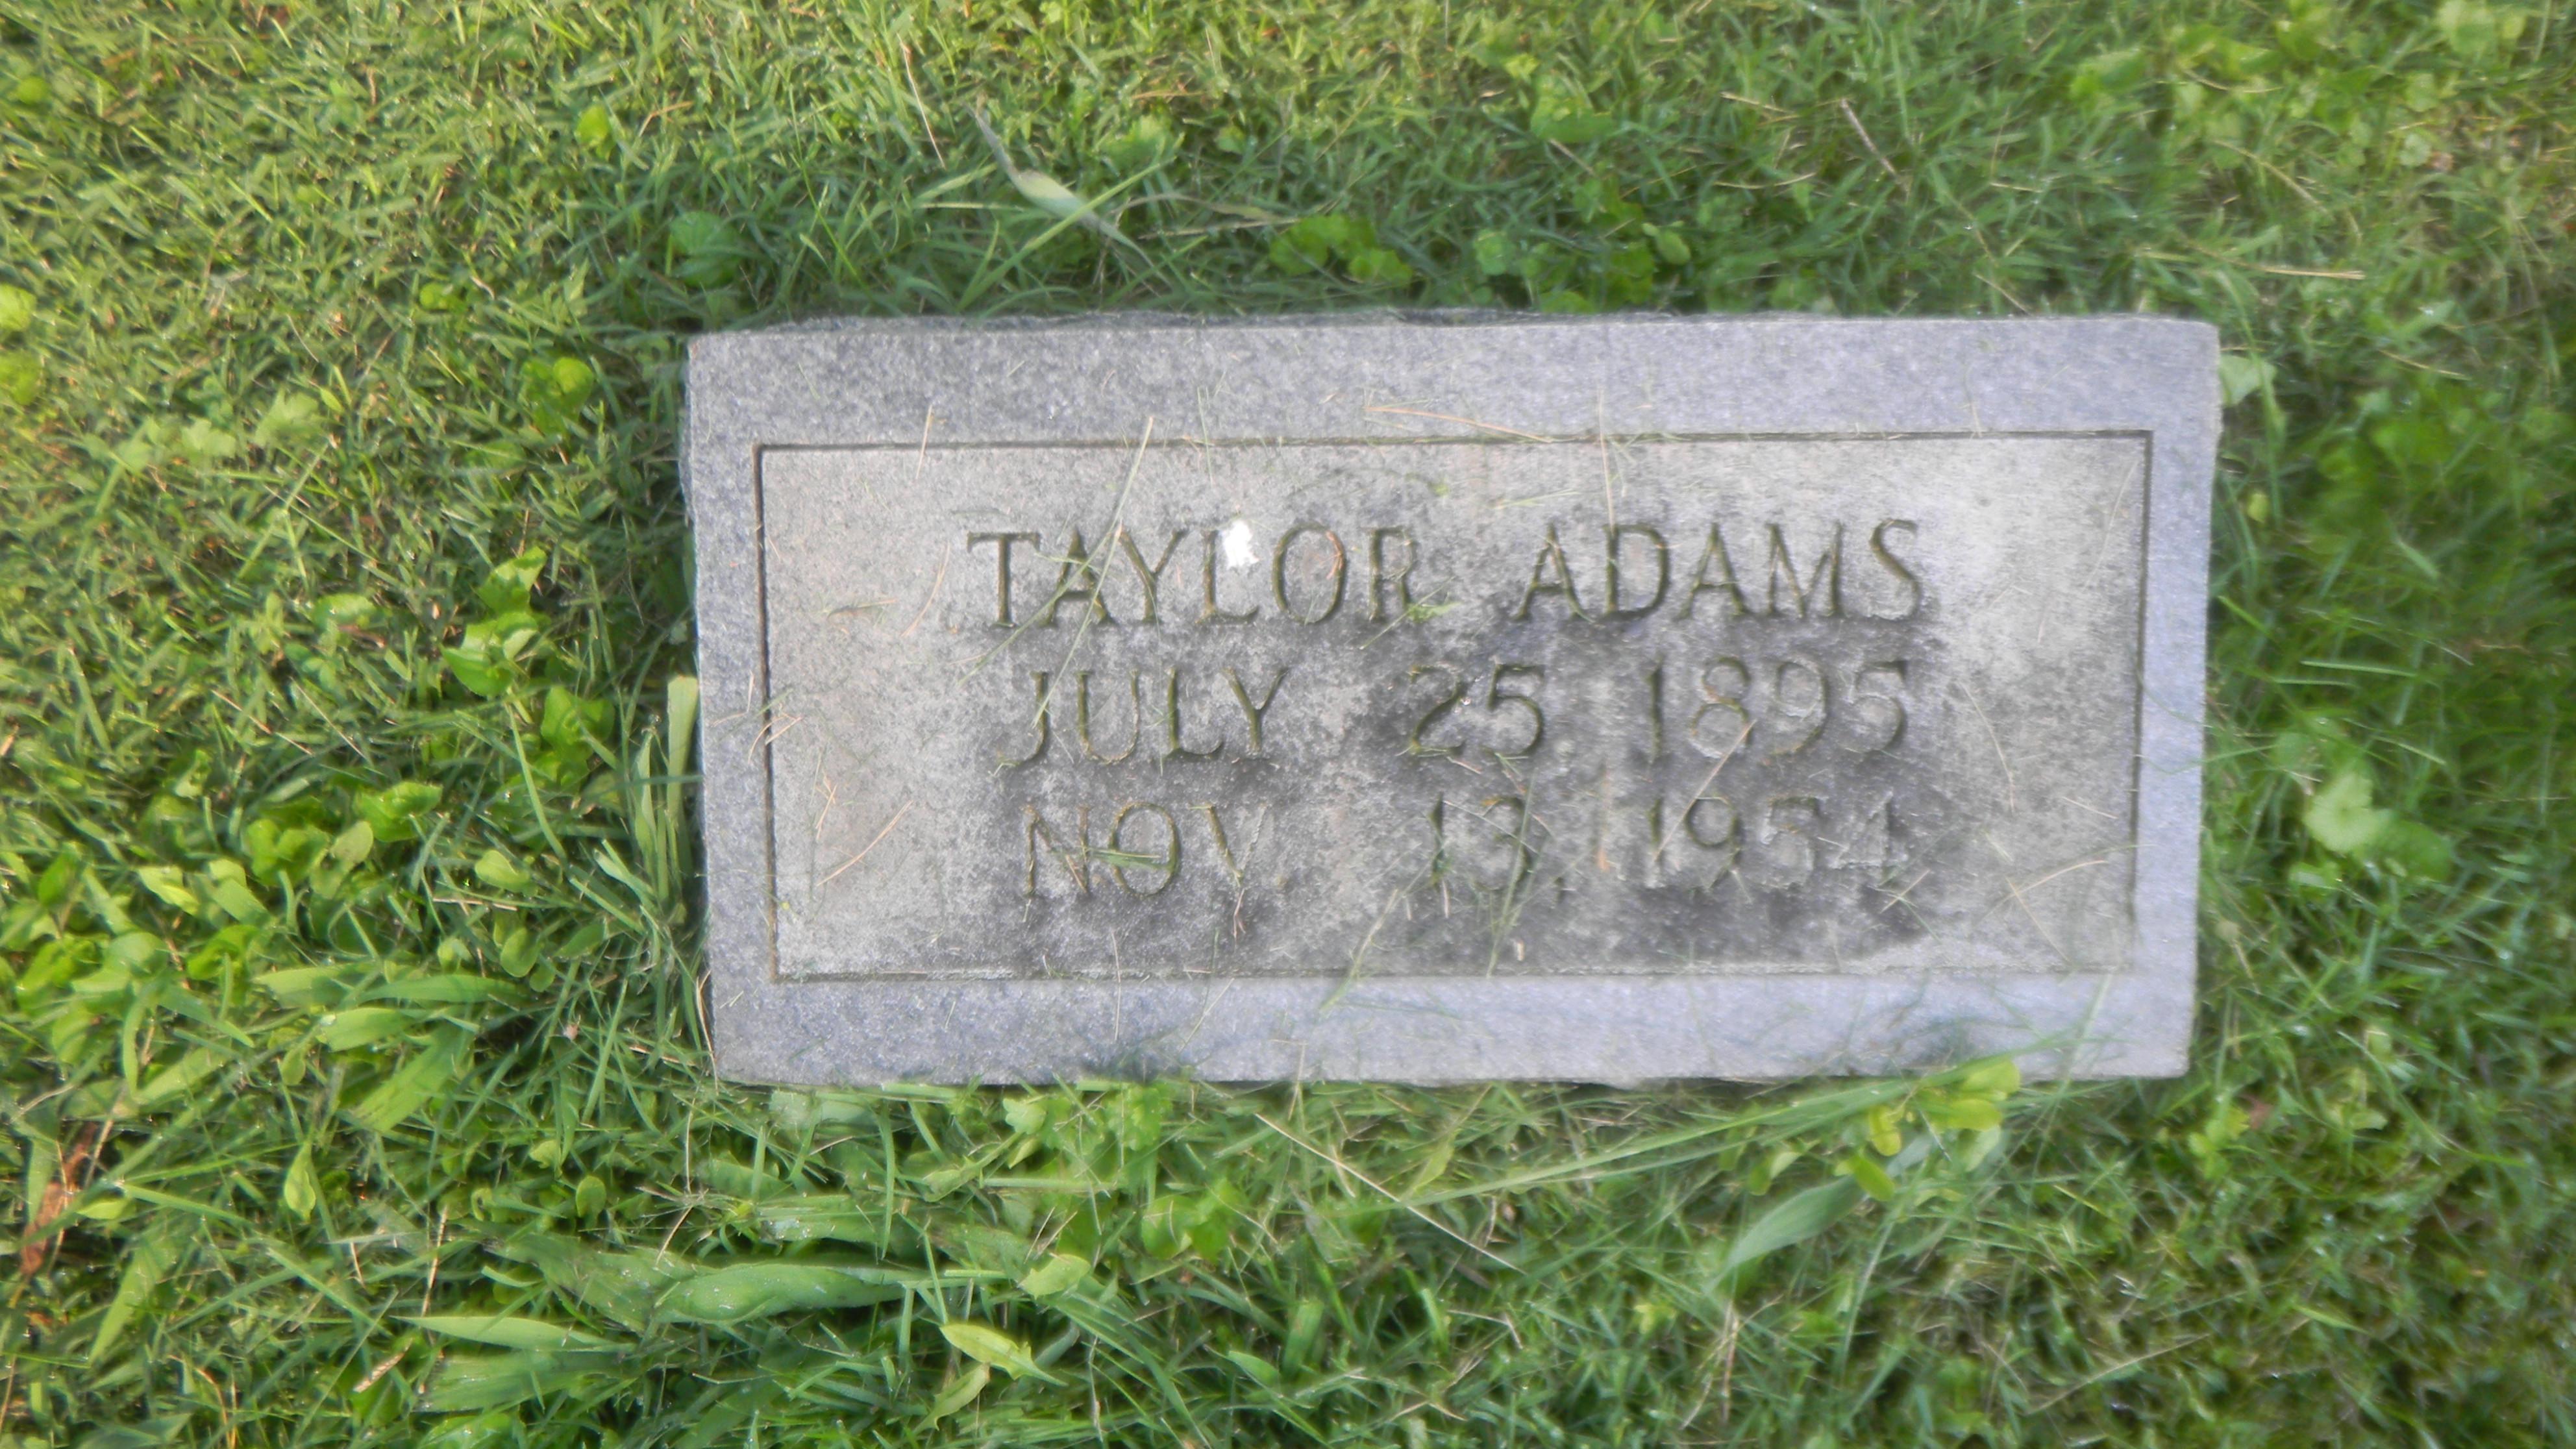 TAYLOR ADAMS
JULY 25, 1895
NOV. 13, 1954